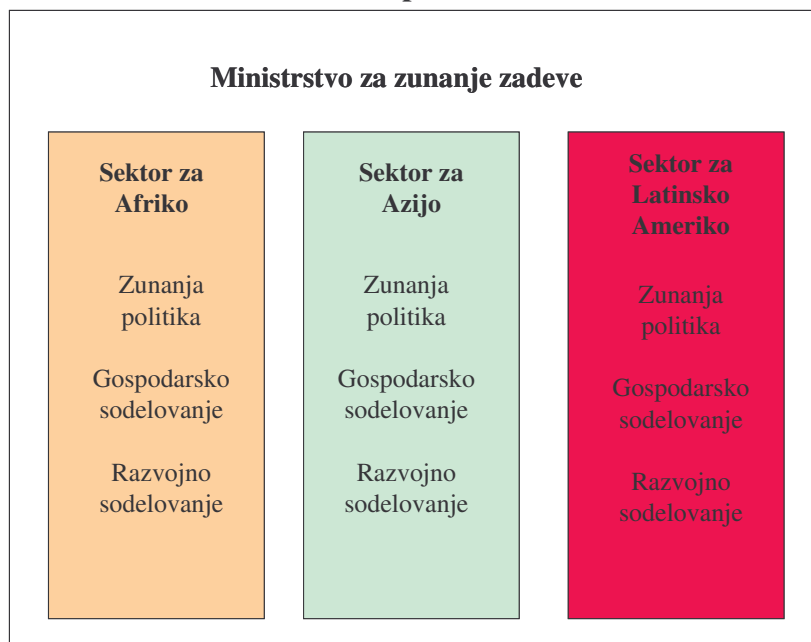 Ministrstvo za zunanje zadeve
Sektor za
Afriko
Zunanja
politika
Gospodarsko
sodelovanje
Razvojno
sodelovanje
Sektor za
Azijo
Zunanja
politika
Gospodarsko
sodelovanje
Razvojno
sodelovanje
Sektor za
Latinsko
Ameriko
Zunanja
politika
Gospodarsko
sodelovanje
Razvojno
sodelovanje